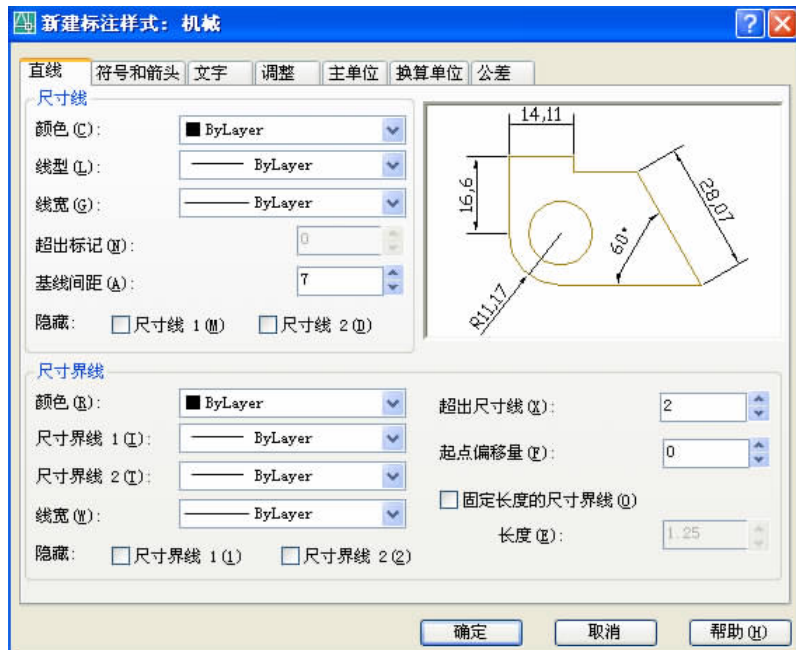 新建标注样式: 机械
直线 符号和箭头 文字 调整 主单位 换算单位 公差
尺寸线
颜色(C): ByLayer
线型(L): ByLayer
线宽(G): ByLayer
超出标记(N): 0
基线间距(A): 7
隐藏: 尺寸线 1(M) 尺寸线 2(D)
14,11
16,6
28,07
60°
R11,17
尺寸界线
颜色(R): ByLayer
尺寸界线 1(I): ByLayer
尺寸界线 2(T): ByLayer
线宽(W): ByLayer
隐藏: 尺寸界线 1(1) 尺寸界线 2(2)
超出尺寸线(X): 2
起点偏移量(F): 0
固定长度的尺寸界线(O)
长度(E): 1.25
确定 取消 帮助(H)